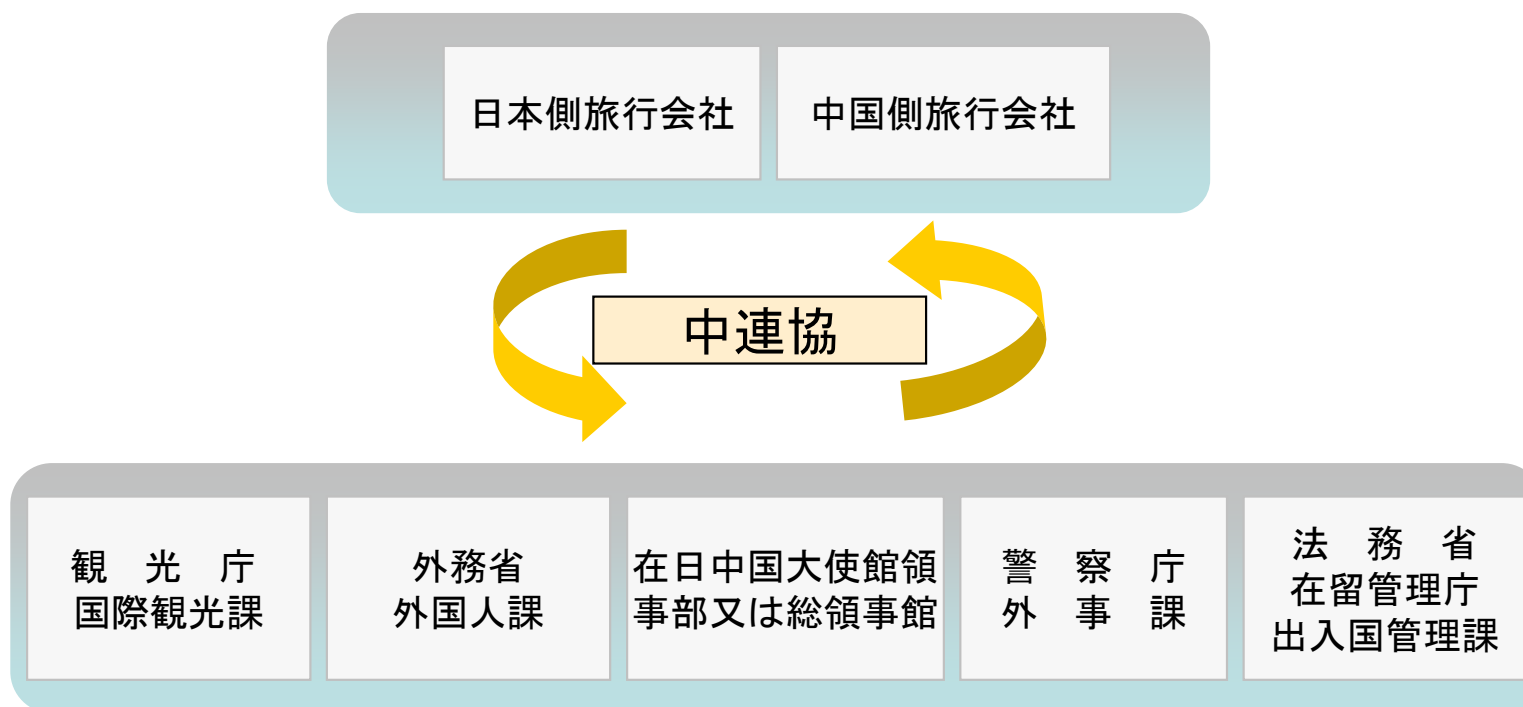 日本側旅行会社
中国側旅行会社
中連協
観　光　庁
国際観光課
外務省
外国人課
在日中国大使館領
事部又は総領事館
警　察　庁
外　事　課
法　務　省
在留管理庁
出入国管理課